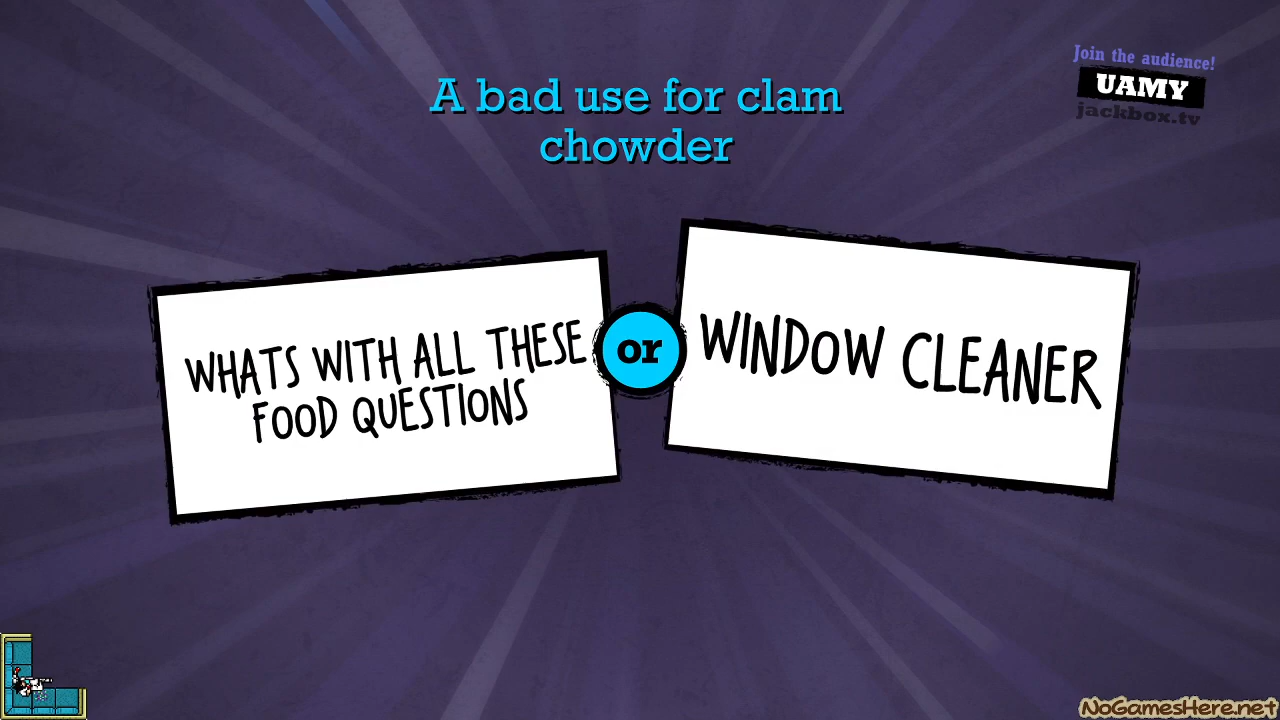 Join the audience!
UAMY
jackbox.tv
A bad use for clam
chowder
WHATS WITH ALL THESE
FOOD QUESTIONS
or
WINDOW CLEANER
NoGamesHere.net